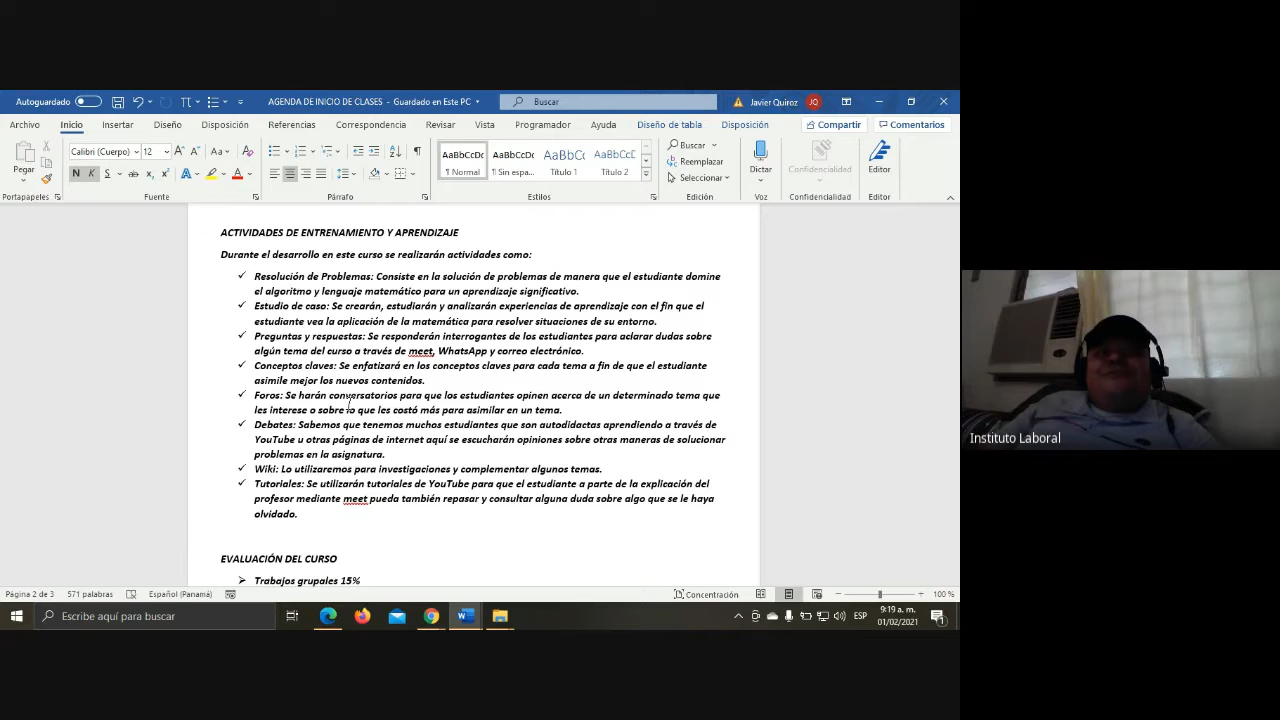 Autoguardado
AGENDA DE INICIO DE CLASES - Guardado en Este PC
Buscar
Javier Quiroz
JQ
Archivo Inicio Insertar Diseño Disposición Referencias Correspondencia Revisar Vista Programador Ayuda Diseño de tabla Disposición
Compartir Comentarios
Pegar
Calibri (Cuerpo) 12
Aa
N K S ab x₂ x²
AaBbCcDc AaBbCcDc AaBbCc AaBbCcD
¶ Normal ¶ Sin espa... Título 1 Título 2
Buscar
Reemplazar
Seleccionar
Dictar Confidencialidad Editor
Portapapeles Fuente Párrafo Estilos Edición Voz Confidencialidad Editor
ACTIVIDADES DE ENTRENAMIENTO Y APRENDIZAJE
Durante el desarrollo en este curso se realizarán actividades como:
✓ Resolución de Problemas: Consiste en la solución de problemas de manera que el estudiante domine
el algoritmo y lenguaje matemático para un aprendizaje significativo.
✓ Estudio de caso: Se crearán, estudiarán y analizarán experiencias de aprendizaje con el fin que el
estudiante vea la aplicación de la matemática para resolver situaciones de su entorno.
✓ Preguntas y respuestas: Se responderán interrogantes de los estudiantes para aclarar dudas sobre
algún tema del curso a través de meet, WhatsApp y correo electrónico.
✓ Conceptos claves: Se enfatizará en los conceptos claves para cada tema a fin de que el estudiante
asimile mejor los nuevos contenidos.
✓ Foros: Se harán conversatorios para que los estudiantes opinen acerca de un determinado tema que
les interese o sobre lo que les costó más para asimilar en un tema.
✓ Debates: Sabemos que tenemos muchos estudiantes que son autodidactas aprendiendo a través de
YouTube u otras páginas de internet aquí se escucharán opiniones sobre otras maneras de solucionar
problemas en la asignatura.
✓ Wiki: Lo utilizaremos para investigaciones y complementar algunos temas.
✓ Tutoriales: Se utilizarán tutoriales de YouTube para que el estudiante a parte de la explicación del
profesor mediante meet pueda también repasar y consultar alguna duda sobre algo que se le haya
olvidado.
EVALUACIÓN DEL CURSO
➢ Trabajos grupales 15%
Página 2 de 3 571 palabras Español (Panamá) Concentración 100 %
Escribe aquí para buscar
ESP
9:19 a. m.
01/02/2021
1
Instituto Laboral